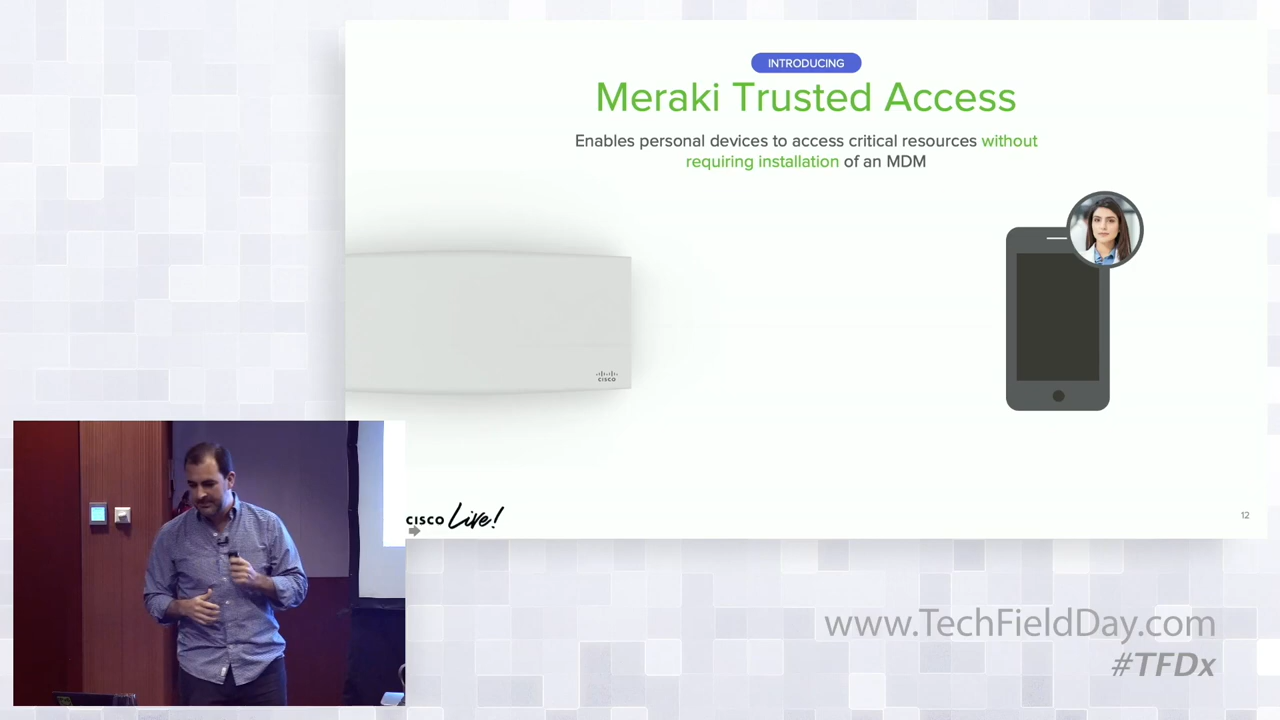 INTRODUCING
Meraki Trusted Access
Enables personal devices to access critical resources without
requiring installation of an MDM
CISCO
CISCO Live!
12
www.TechFieldDay.com
#TFDx